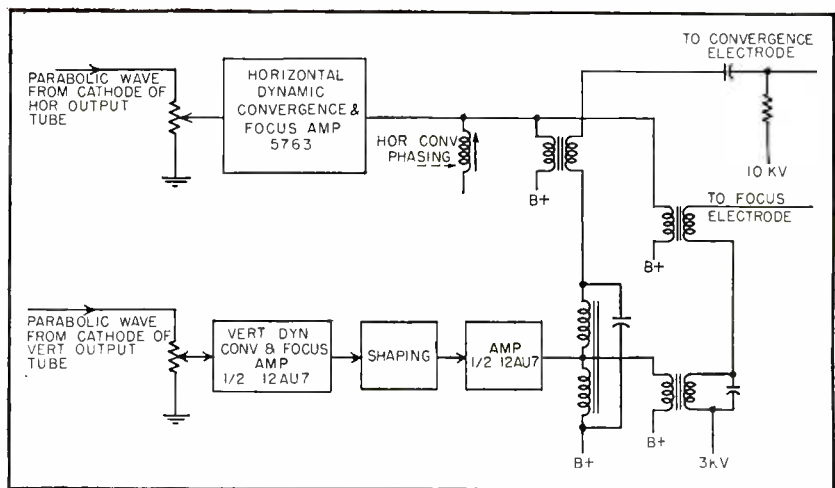 TO CONVERGENCE
ELECTRODE
PARABOLIC WAVE
FROM CATHODE OF
HOR OUTPUT
TUBE
HORIZONTAL
DYNAMIC
CONVERGENCE &
FOCUS AMP
5763
HOR CONV
PHASING
B+
10 KV
TO FOCUS
ELECTRODE
B+
PARABOLIC WAVE
FROM CATHODE OF
VERT OUTPUT
TUBE
VERT DYN
CONV & FOCUS
AMP
1/2 12AU7
SHAPING
AMP
1/2 12AU7
B+
B+
3KV